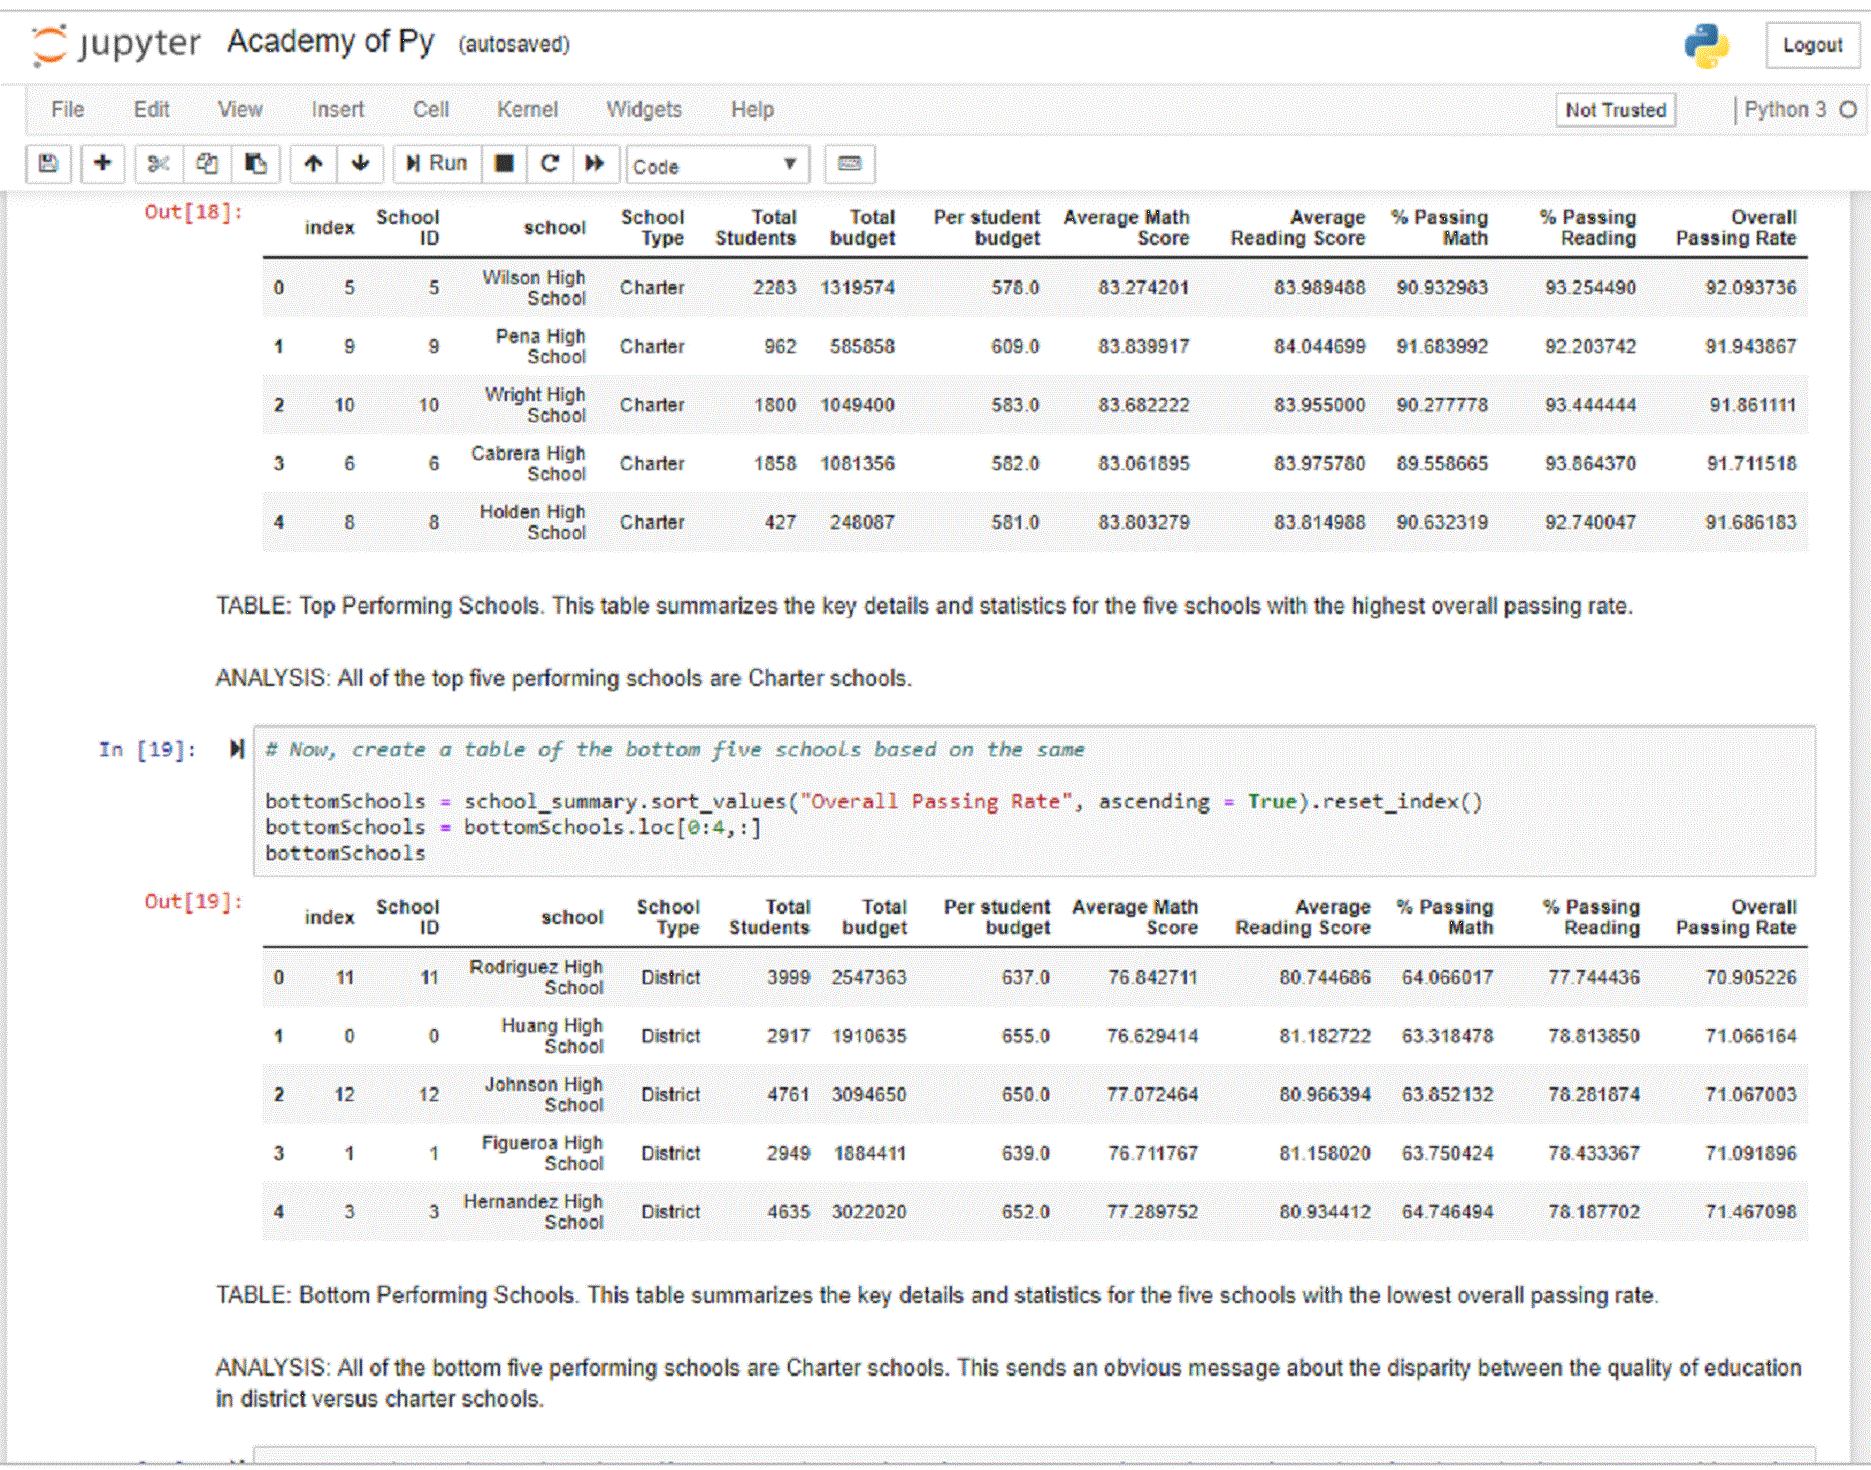 jupyter Academy of Py (autosaved) Logout
File Edit View Insert Cell Kernel Widgets Help Not Trusted Python 3
Run Code
Out[18]:
index School ID school School Type Total Students Total budget Per student budget Average Math Score Average Reading Score % Passing Math % Passing Reading Overall Passing Rate
0 5 5 Wilson High School Charter 2283 1319574 578.0 83.274201 83.989488 90.932983 93.254490 92.093736
1 9 9 Pena High School Charter 962 585858 609.0 83.839917 84.044699 91.683992 92.203742 91.943867
2 10 10 Wright High School Charter 1800 1049400 583.0 83.682222 83.955000 90.277778 93.444444 91.861111
3 6 6 Cabrera High School Charter 1858 1081356 582.0 83.061895 83.975780 89.558665 93.864370 91.711518
4 8 8 Holden High School Charter 427 248087 581.0 83.803279 83.814988 90.632319 92.740047 91.686183
TABLE: Top Performing Schools. This table summarizes the key details and statistics for the five schools with the highest overall passing rate.
ANALYSIS: All of the top five performing schools are Charter schools.
In [19]: # Now, create a table of the bottom five schools based on the same
bottomSchools = school_summary.sort_values("Overall Passing Rate", ascending = True).reset_index()
bottomSchools = bottomSchools.loc[0:4,:]
bottomSchools
Out[19]:
index School ID school School Type Total Students Total budget Per student budget Average Math Score Average Reading Score % Passing Math % Passing Reading Overall Passing Rate
0 11 11 Rodriguez High School District 3999 2547363 637.0 76.842711 80.744686 64.066017 77.744436 70.905226
1 0 0 Huang High School District 2917 1910635 655.0 76.629414 81.182722 63.318478 78.813850 71.066164
2 12 12 Johnson High School District 4761 3094650 650.0 77.072464 80.966394 63.852132 78.281874 71.067003
3 1 1 Figueroa High School District 2949 1884411 639.0 76.711767 81.158020 63.750424 78.433367 71.091896
4 3 3 Hernandez High School District 4635 3022020 652.0 77.289752 80.934412 64.746494 78.187702 71.467098
TABLE: Bottom Performing Schools. This table summarizes the key details and statistics for the five schools with the lowest overall passing rate.
ANALYSIS: All of the bottom five performing schools are Charter schools. This sends an obvious message about the disparity between the quality of education
in district versus charter schools.